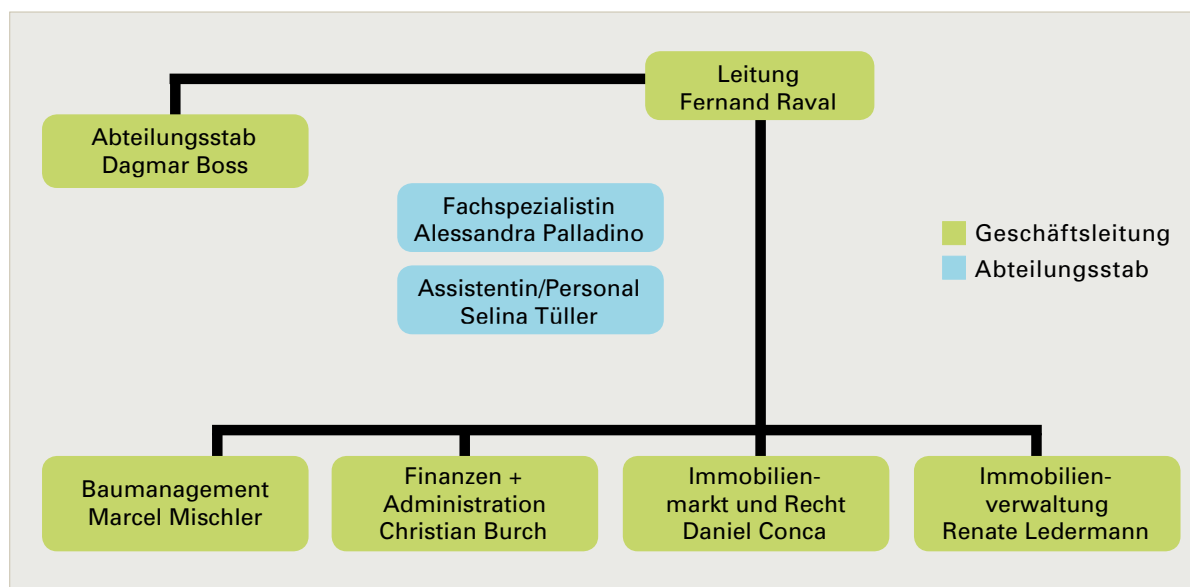 Leitung
Fernand Raval
Abteilungsstab
Dagmar Boss
Fachspezialistin
Alessandra Palladino
Assistentin/Personal
Selina Tüller
Geschäftsleitung
Abteilungsstab
Baumanagement
Marcel Mischler
Finanzen +
Administration
Christian Burch
Immobilien-
markt und Recht
Daniel Conca
Immobilien-
verwaltung
Renate Ledermann